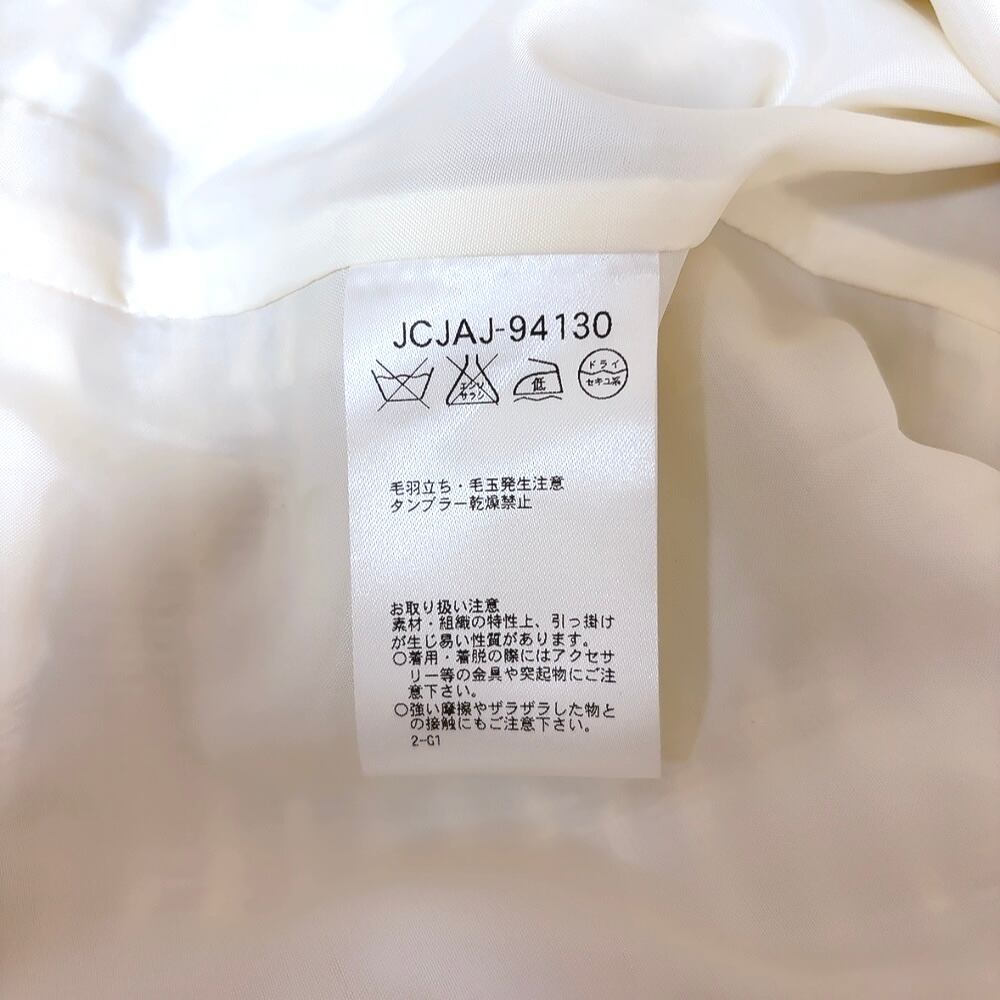 JCJAJ-94130
エンソ
サラシ
低
ドライ
セキユ系
毛羽立ち・毛玉発生注意
タンブラー乾燥禁止
お取り扱い注意
素材・組織の特性上、引っ掛け
が生じ易い性質があります。
○着用・着脱の際にはアクセサ
リー等の金具や突起物にご注
意下さい。
○強い摩擦やザラザラした物と
の接触にもご注意下さい。
2-G1